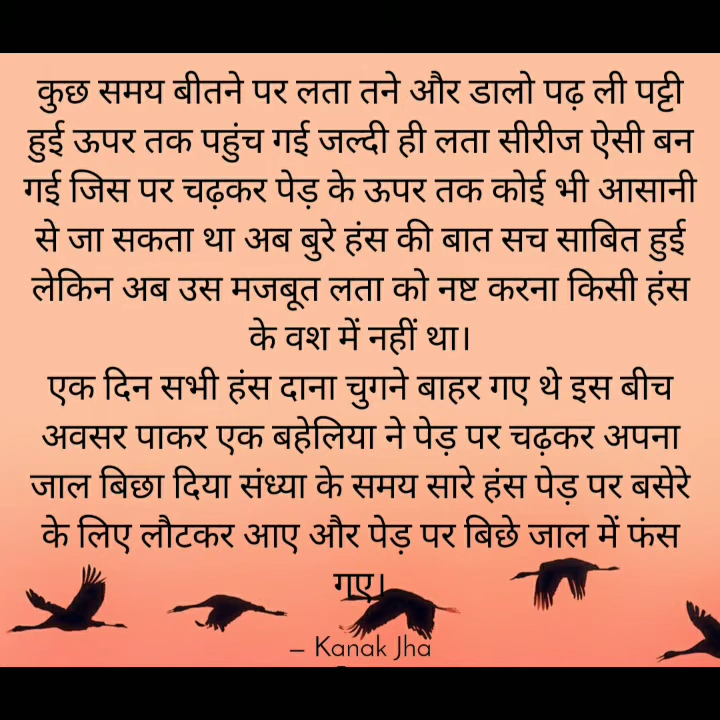 कुछ समय बीतने पर लता तने और डालो पढ़ ली पट्टी
हुई ऊपर तक पहुंच गई जल्दी ही लता सीरीज ऐसी बन
गई जिस पर चढ़कर पेड़ के ऊपर तक कोई भी आसानी
से जा सकता था अब बुरे हंस की बात सच साबित हुई
लेकिन अब उस मजबूत लता को नष्ट करना किसी हंस
के वश में नहीं था।
एक दिन सभी हंस दाना चुगने बाहर गए थे इस बीच
अवसर पाकर एक बहेलिया ने पेड़ पर चढ़कर अपना
जाल बिछा दिया संध्या के समय सारे हंस पेड़ पर बसेरे
के लिए लौटकर आए और पेड़ पर बिछे जाल में फंस
गए।
– Kanak Jha